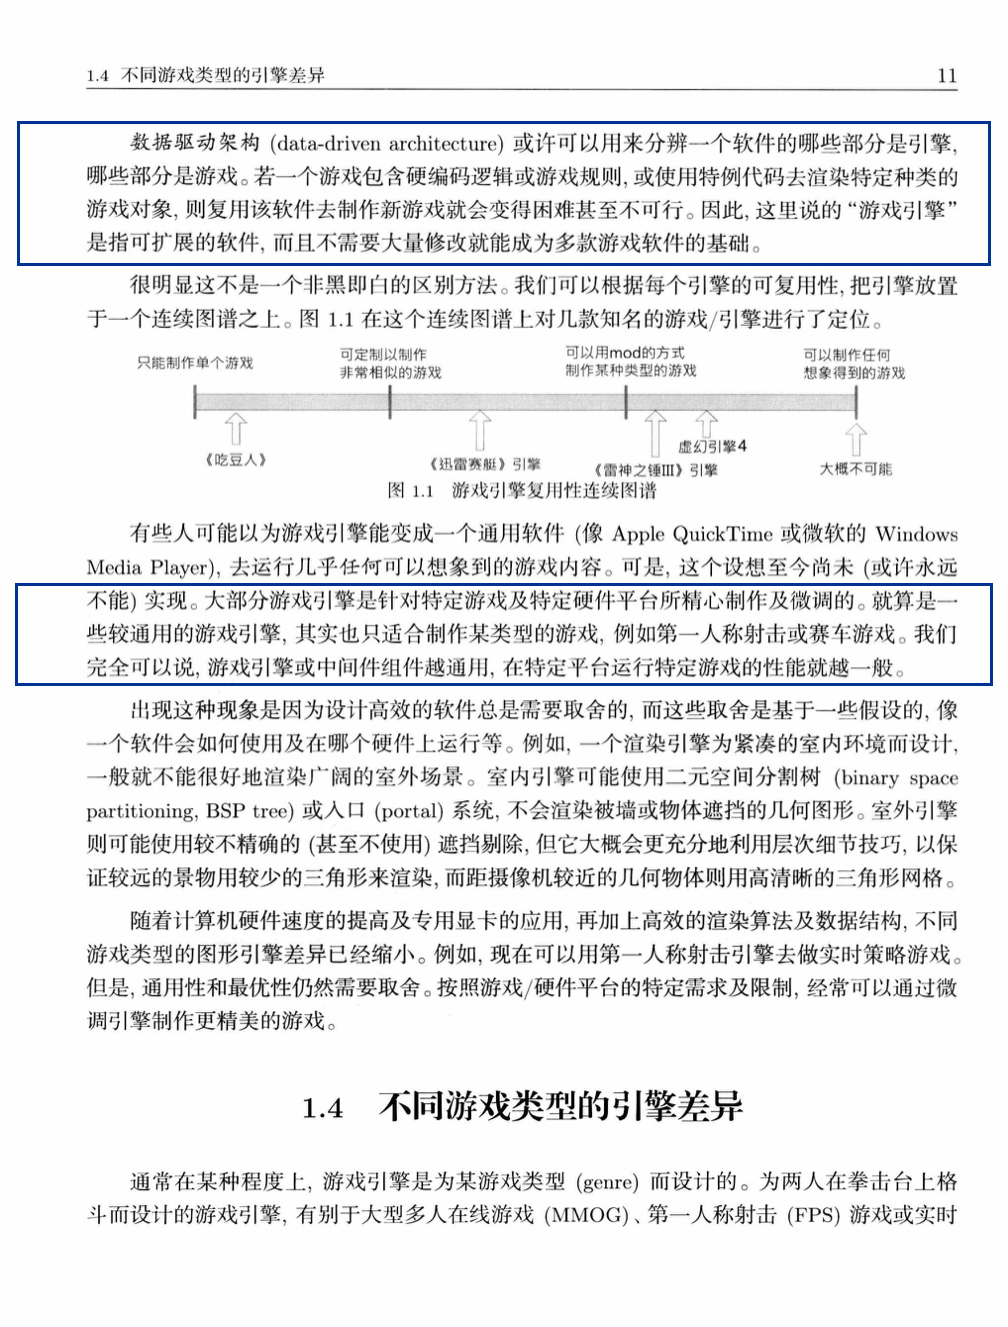 1.4 不同游戏类型的引擎差异 11
数据驱动架构 (data-driven architecture) 或许可以用来分辨一个软件的哪些部分是引擎,
哪些部分是游戏。若一个游戏包含硬编码逻辑或游戏规则, 或使用特例代码去渲染特定种类的
游戏对象, 则复用该软件去制作新游戏就会变得困难甚至不可行。因此, 这里说的“游戏引擎”
是指可扩展的软件, 而且不需要大量修改就能成为多款游戏软件的基础。
很明显这不是一个非黑即白的区别方法。我们可以根据每个引擎的可复用性, 把引擎放置
于一个连续图谱之上。图 1.1 在这个连续图谱上对几款知名的游戏/引擎进行了定位。
只能制作单个游戏
可定制以制作
非常相似的游戏
可以用mod的方式
制作某种类型的游戏
可以制作任何
想象得到的游戏
《吃豆人》
《迅雷赛艇》引擎
《雷神之锤III》引擎
虚幻引擎4
大概不可能
图 1.1 游戏引擎复用性连续图谱
有些人可能以为游戏引擎能变成一个通用软件 (像 Apple QuickTime 或微软的 Windows
Media Player), 去运行几乎任何可以想象到的游戏内容。可是, 这个设想至今尚未 (或许永远
不能) 实现。大部分游戏引擎是针对特定游戏及特定硬件平台所精心制作及微调的。就算是一
些较通用的游戏引擎, 其实也只适合制作某类型的游戏, 例如第一人称射击或赛车游戏。我们
完全可以说, 游戏引擎或中间件组件越通用, 在特定平台运行特定游戏的性能就越一般。
出现这种现象是因为设计高效的软件总是需要取舍的, 而这些取舍是基于一些假设的, 像
一个软件会如何使用及在哪个硬件上运行等。例如, 一个渲染引擎为紧凑的室内环境而设计,
一般就不能很好地渲染广阔的室外场景。室内引擎可能使用二元空间分割树 (binary space
partitioning, BSP tree) 或入口 (portal) 系统, 不会渲染被墙或物体遮挡的几何图形。室外引擎
则可能使用较不精确的 (甚至不使用) 遮挡剔除, 但它大概会更充分地利用层次细节技巧, 以保
证较远的景物用较少的三角形来渲染, 而距摄像机较近的几何物体则用高清晰的三角形网格。
随着计算机硬件速度的提高及专用显卡的应用, 再加上高效的渲染算法及数据结构, 不同
游戏类型的图形引擎差异已经缩小。例如, 现在可以用第一人称射击引擎去做实时策略游戏。
但是, 通用性和最优性仍然需要取舍。按照游戏/硬件平台的特定需求及限制, 经常可以通过微
调引擎制作更精美的游戏。
1.4 不同游戏类型的引擎差异
通常在某种程度上, 游戏引擎是为某游戏类型 (genre) 而设计的。为两人在拳击台上格
斗而设计的游戏引擎, 有别于大型多人在线游戏 (MMOG)、第一人称射击 (FPS) 游戏或实时